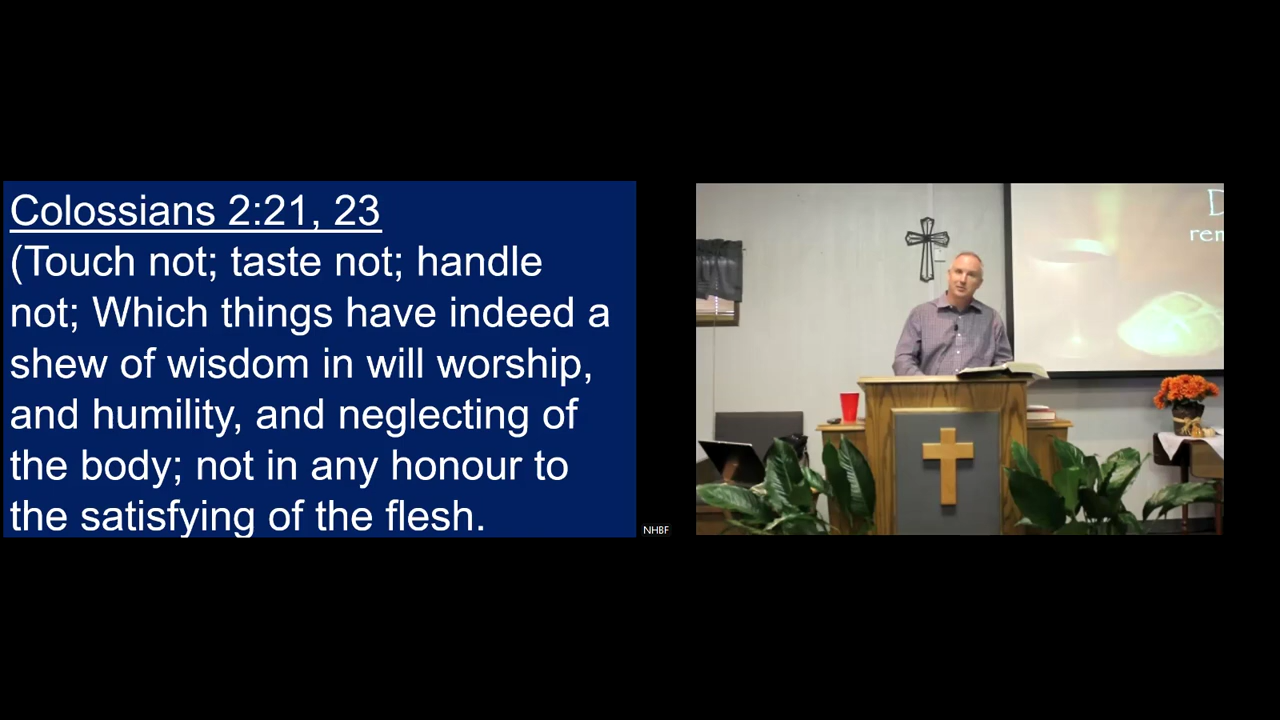 Colossians 2:21, 23
(Touch not; taste not; handle
not; Which things have indeed a
shew of wisdom in will worship,
and humility, and neglecting of
the body; not in any honour to
the satisfying of the flesh.
NHBF